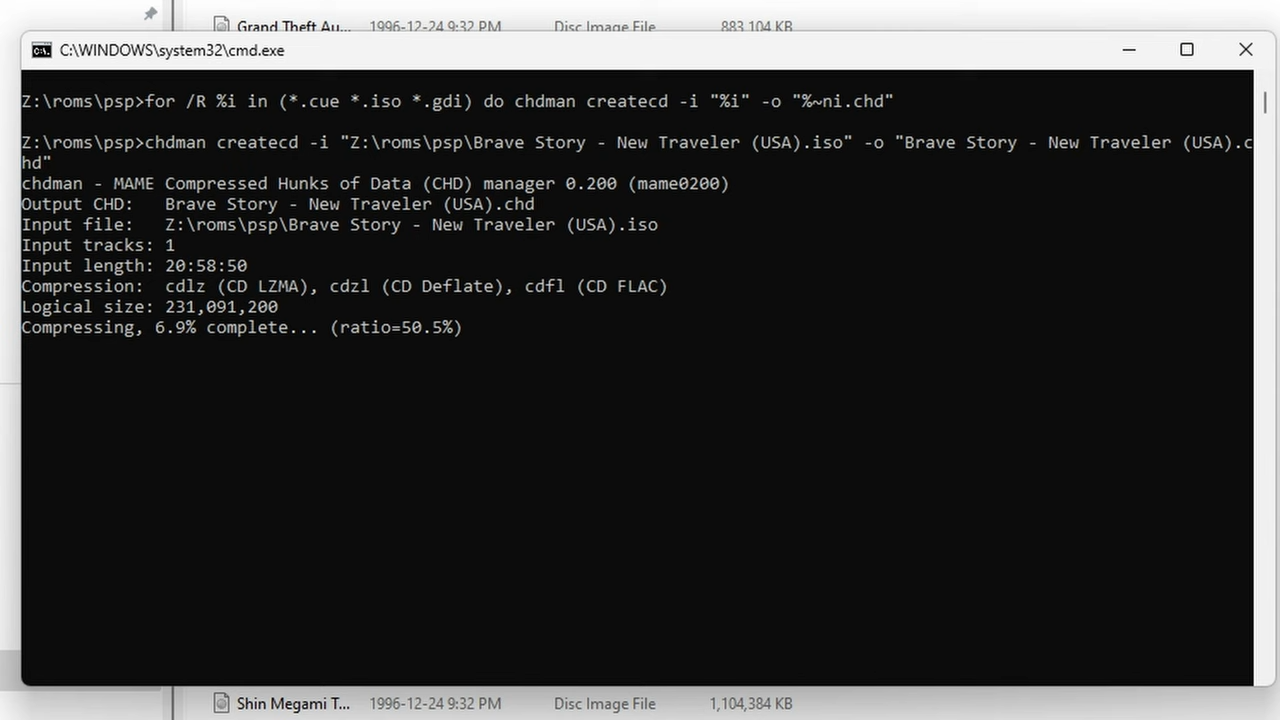 Grand Theft Au... 1996-12-24 9:32 PM Disc Image File 883,104 KB
C:\WINDOWS\system32\cmd.exe
Z:\roms\psp>for /R %i in (*.cue *.iso *.gdi) do chdman createcd -i "%i" -o "%~ni.chd"
Z:\roms\psp>chdman createcd -i "Z:\roms\psp\Brave Story - New Traveler (USA).iso" -o "Brave Story - New Traveler (USA).c
hd"
chdman - MAME Compressed Hunks of Data (CHD) manager 0.200 (mame0200)
Output CHD:   Brave Story - New Traveler (USA).chd
Input file:   Z:\roms\psp\Brave Story - New Traveler (USA).iso
Input tracks: 1
Input length: 20:58:50
Compression:  cdlz (CD LZMA), cdzl (CD Deflate), cdfl (CD FLAC)
Logical size: 231,091,200
Compressing, 6.9% complete... (ratio=50.5%)
Shin Megami T... 1996-12-24 9:32 PM Disc Image File 1,104,384 KB